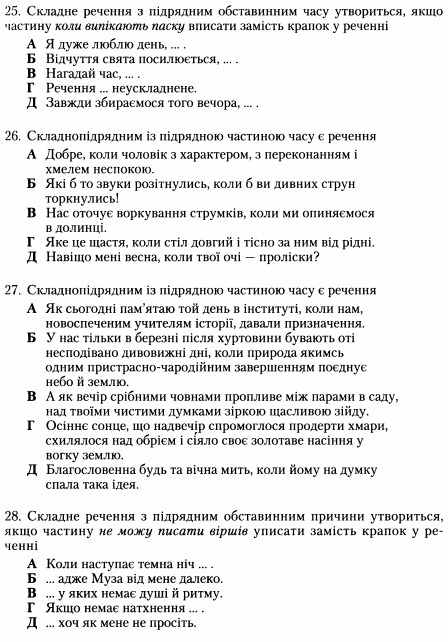 25. Складне речення з підрядним обставинним часу утвориться, якщо
частину коли випікають паску вписати замість крапок у реченні
А Я дуже люблю день, ... .
Б Відчуття свята посилюється, ... .
В Нагадай час, ... .
Г Речення ... неускладнене.
Д Завжди збираємося того вечора, ... .
26. Складнопідрядним із підрядною частиною часу є речення
А Добре, коли чоловік з характером, з переконанням і
хмелем неспокою.
Б Які б то звуки розітнулись, коли б ви дивних струн
торкнулись!
В Нас оточує воркування струмків, коли ми опиняємося
в долинці.
Г Яке це щастя, коли стіл довгий і тісно за ним від рідні.
Д Навіщо мені весна, коли твої очі — проліски?
27. Складнопідрядним із підрядною частиною часу є речення
А Як сьогодні пам’ятаю той день в інституті, коли нам,
новоспеченим учителям історії, давали призначення.
Б У нас тільки в березні після хуртовини бувають оті
несподівано дивовижні дні, коли природа якимсь
одним пристрасно-чародійним завершенням поєднує
небо й землю.
В А як вечір срібними човнами пропливе між парами в саду,
над твоїми чистими думками зіркою щасливою зійду.
Г Осіннє сонце, що надвечір спромоглося продерти хмари,
схилялося над обрієм і сіяло своє золотаве насіння у
вогку землю.
Д Благословенна будь та вічна мить, коли йому на думку
спала така ідея.
28. Складне речення з підрядним обставинним причини утвориться,
якщо частину не можу писати віршів уписати замість крапок у ре-
ченні
А Коли наступає темна ніч ... .
Б ... адже Муза від мене далеко.
В ... у яких немає душі й ритму.
Г Якщо немає натхнення ... .
Д ... хоч як мене не просіть.